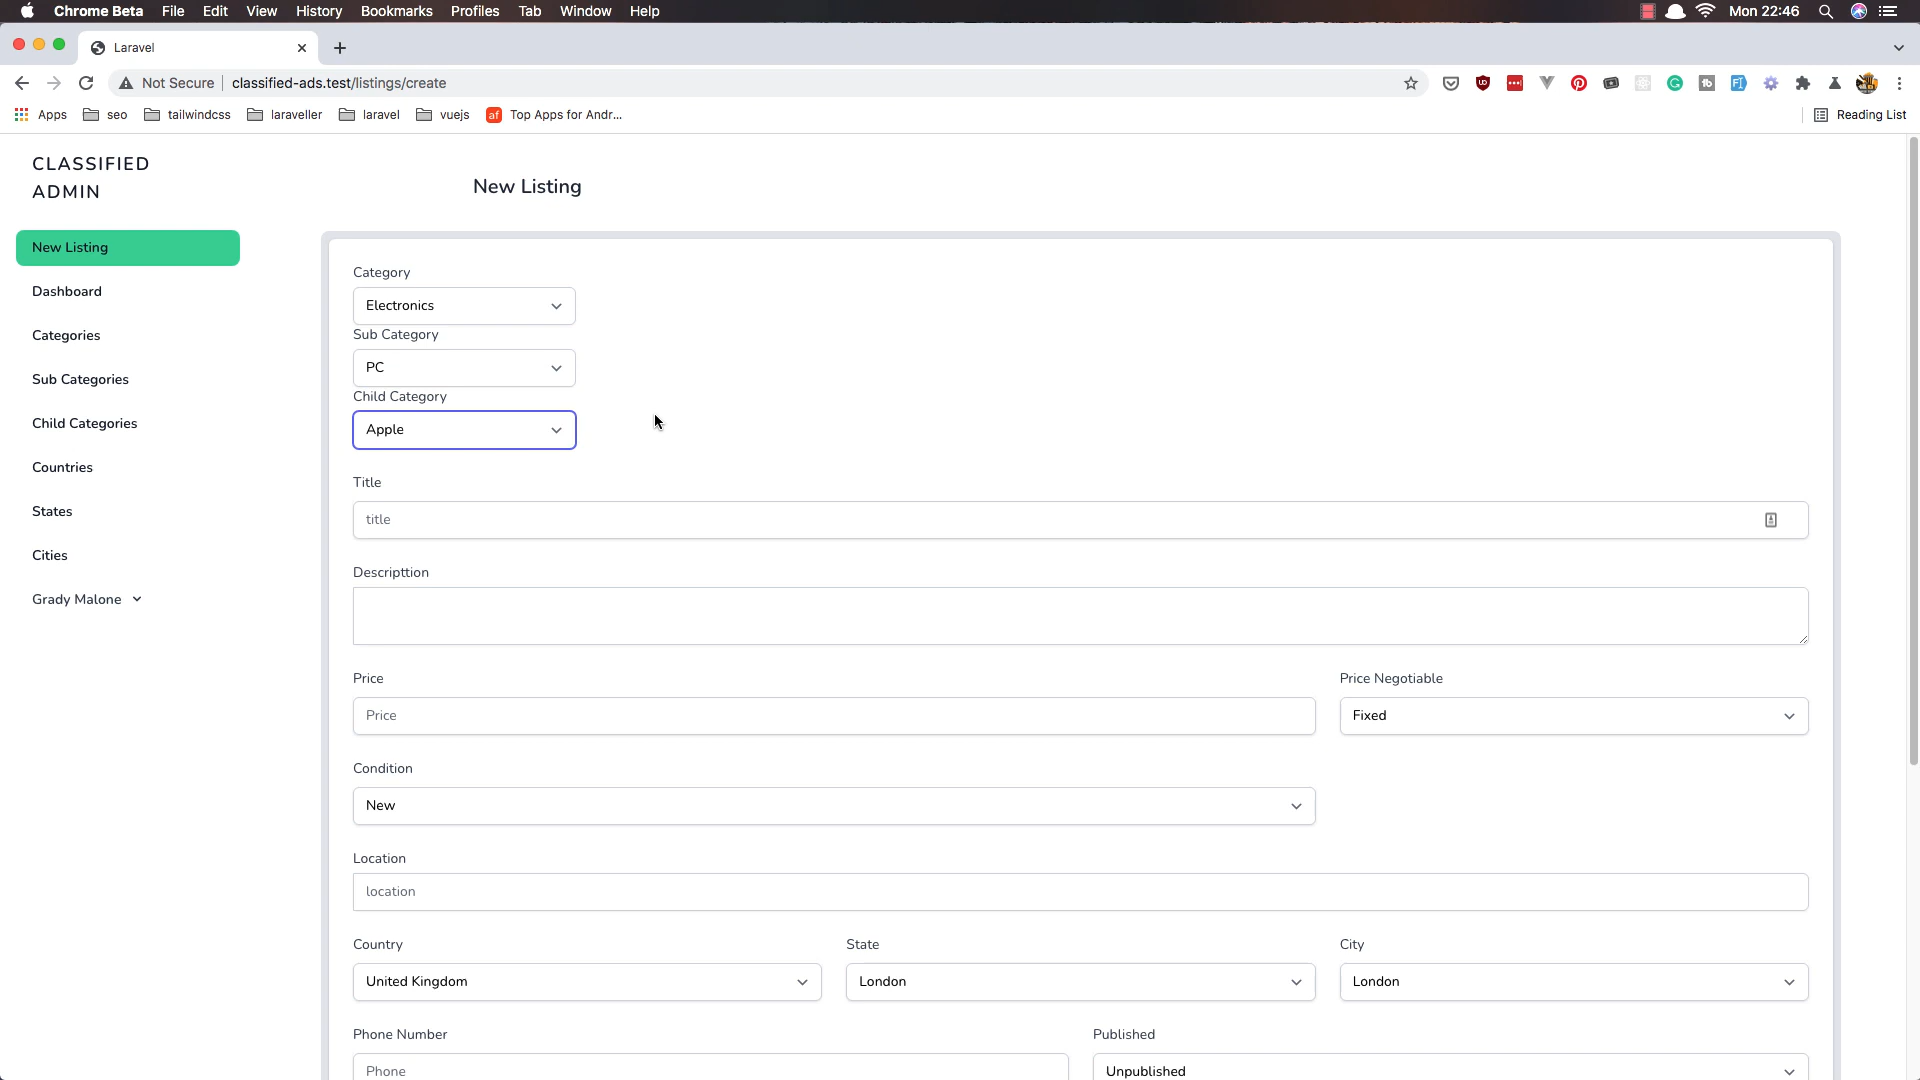 Chrome Beta File Edit View History Bookmarks Profiles Tab Window Help Mon 22:46
Laravel
Not Secure classified-ads.test/listings/create
Apps seo tailwindcss laraveller laravel vuejs af Top Apps for Andr... Reading List
CLASSIFIED
ADMIN
New Listing
New Listing
Dashboard
Categories
Sub Categories
Child Categories
Countries
States
Cities
Grady Malone
Category
Electronics
Sub Category
PC
Child Category
Apple
Title
title
Descripttion
Price Price Negotiable
Price Fixed
Condition
New
Location
location
Country State City
United Kingdom London London
Phone Number Published
Phone Unpublished